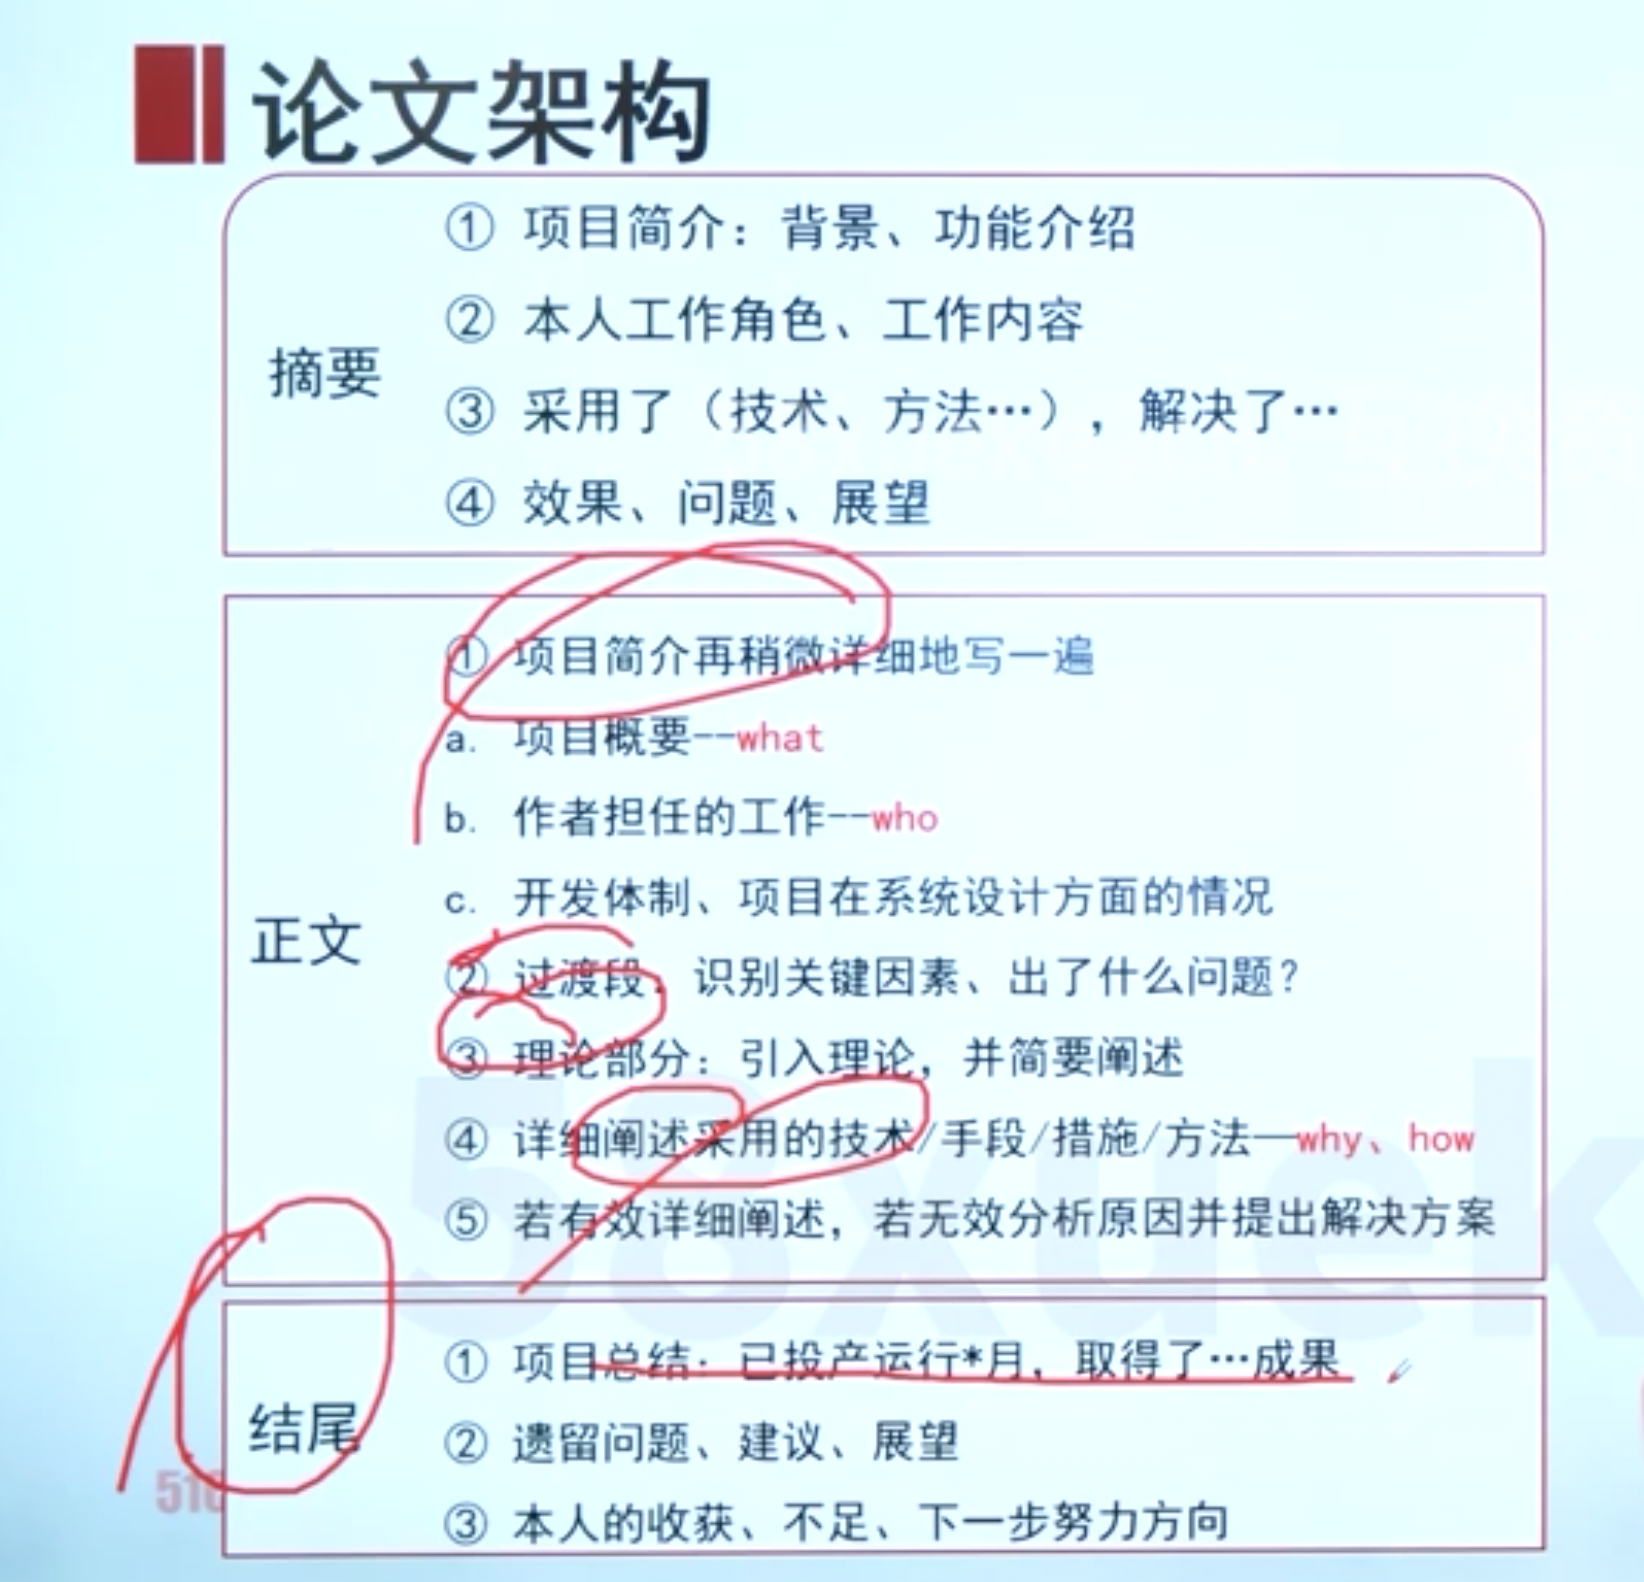 论文架构
① 项目简介：背景、功能介绍
② 本人工作角色、工作内容
摘要
③ 采用了（技术、方法…），解决了…
④ 效果、问题、展望
① 项目简介再稍微详细地写一遍
a. 项目概要--what
b. 作者担任的工作--who
c. 开发体制、项目在系统设计方面的情况
正文
② 过渡段：识别关键因素、出了什么问题？
③ 理论部分：引入理论，并简要阐述
④ 详细阐述采用的技术/手段/措施/方法—why、how
⑤ 若有效详细阐述，若无效分析原因并提出解决方案
① 项目总结：已投产运行*月，取得了…成果
结尾
② 遗留问题、建议、展望
③ 本人的收获、不足、下一步努力方向
58xuek